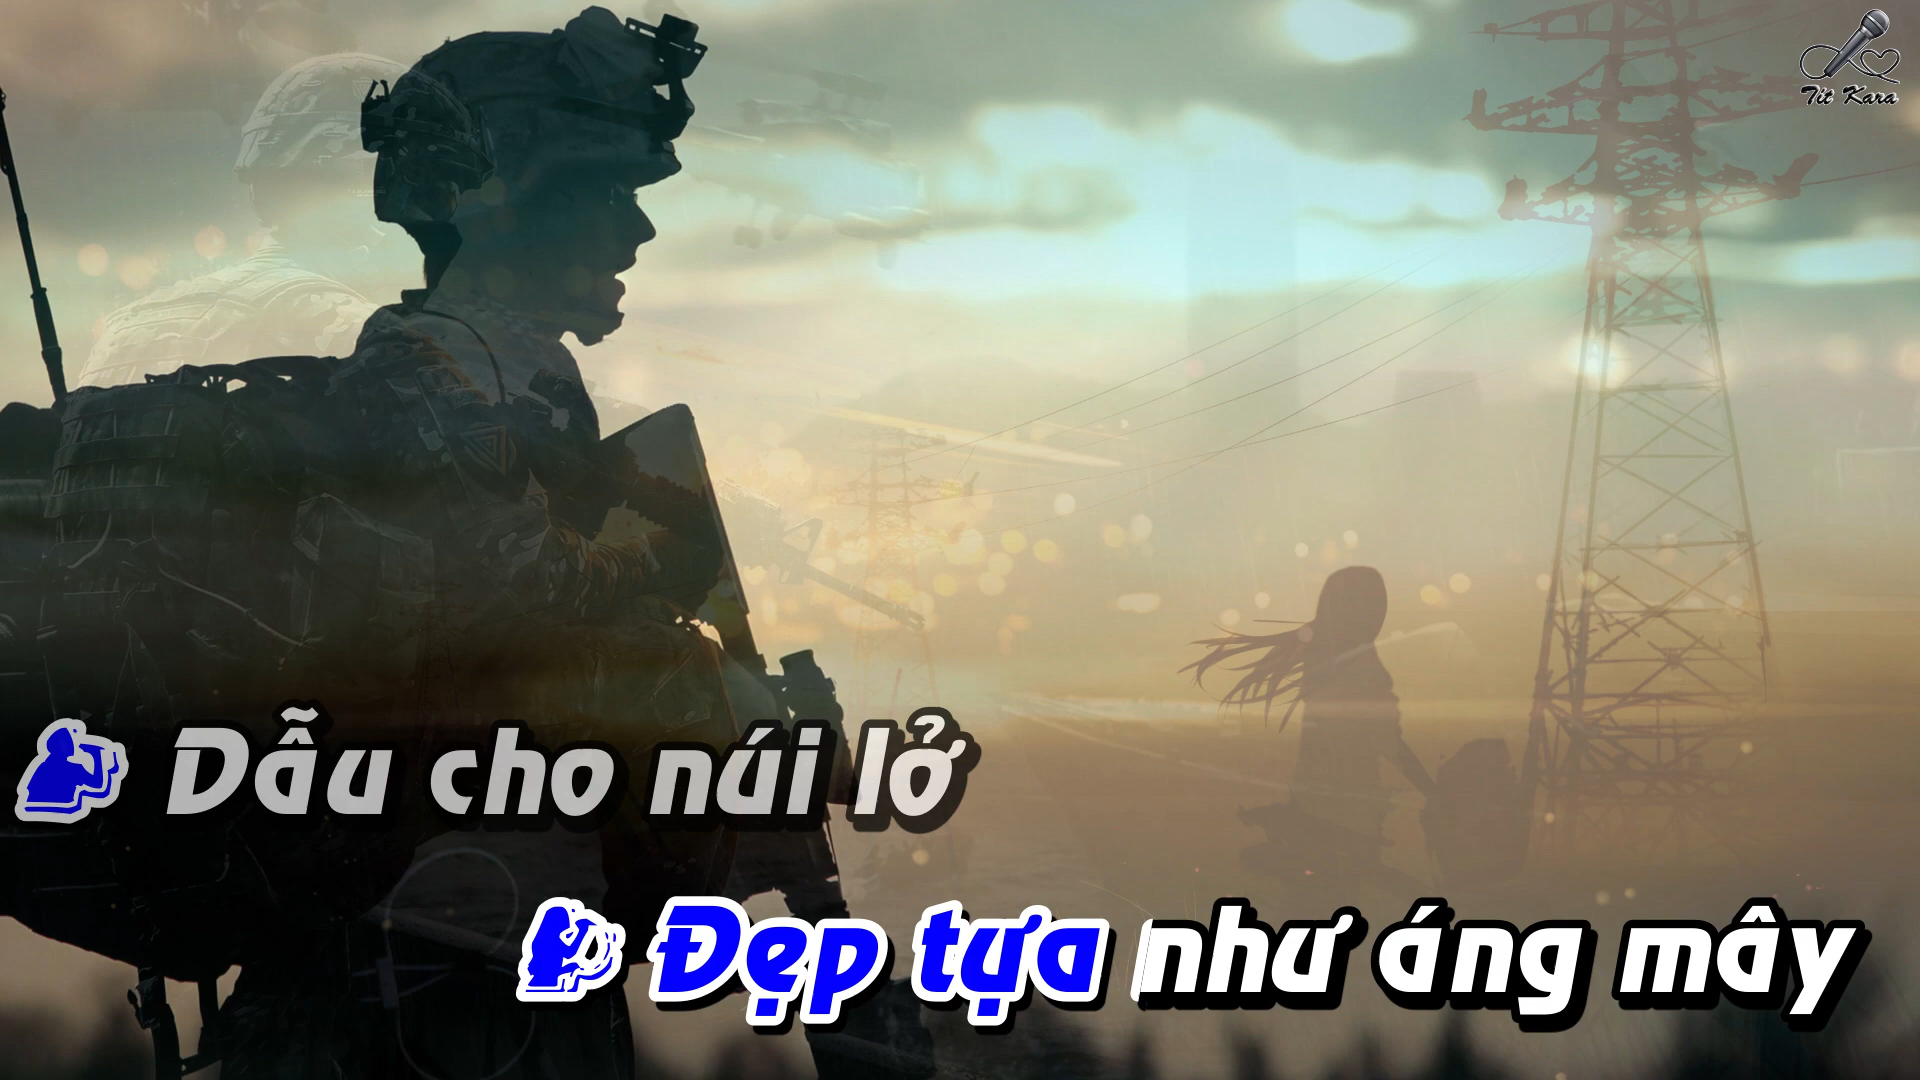 Tít Kara
Dẫu cho núi lở
Đẹp tựa như áng mây